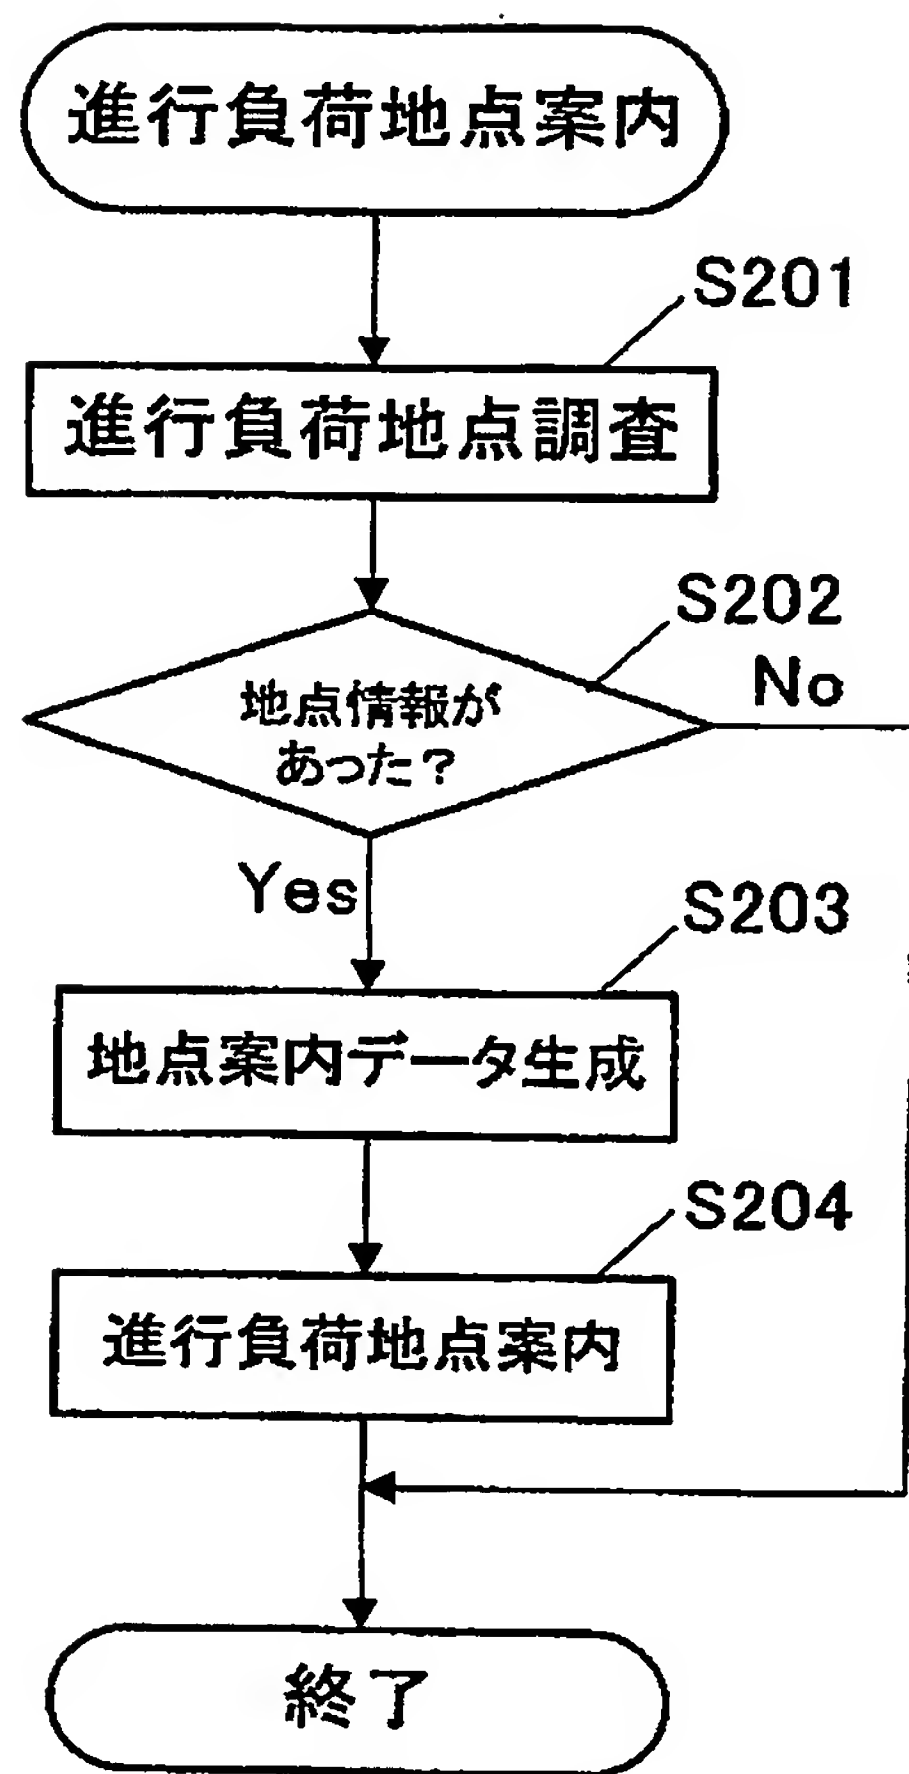 進行負荷地点案内
S201
進行負荷地点調査
S202
地点情報が
あった?
No
Yes
S203
地点案内データ生成
S204
進行負荷地点案内
終了